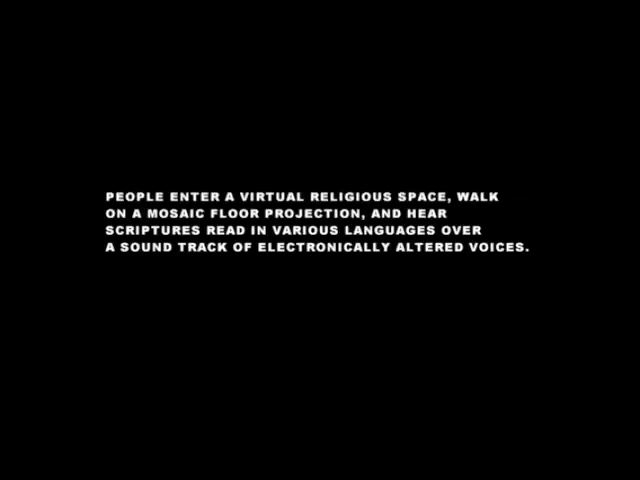 PEOPLE ENTER A VIRTUAL RELIGIOUS SPACE, WALK
ON A MOSAIC FLOOR PROJECTION, AND HEAR
SCRIPTURES READ IN VARIOUS LANGUAGES OVER
A SOUND TRACK OF ELECTRONICALLY ALTERED VOICES.